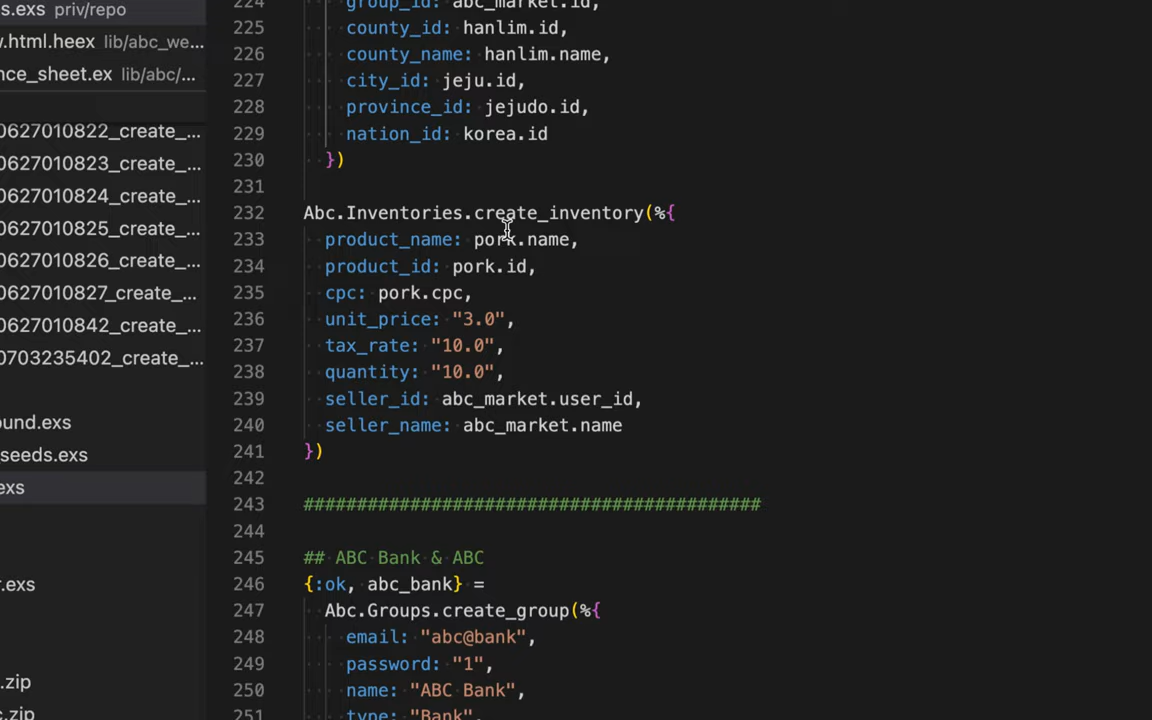 s.exs priv/repo
v.html.heex lib/abc_we...
nce_sheet.ex lib/abc/...
0627010822_create_...
0627010823_create_...
0627010824_create_...
0627010825_create_...
0627010826_create_...
0627010827_create_...
0627010842_create_...
0703235402_create_...
ound.exs
seeds.exs
exs
r.exs
.zip
c.zip
224 group_id: abc_market.id,
225 county_id: hanlim.id,
226 county_name: hanlim.name,
227 city_id: jeju.id,
228 province_id: jejudo.id,
229 nation_id: korea.id
230 })
231
232 Abc.Inventories.create_inventory(%{
233 product_name: pork.name,
234 product_id: pork.id,
235 cpc: pork.cpc,
236 unit_price: "3.0",
237 tax_rate: "10.0",
238 quantity: "10.0",
239 seller_id: abc_market.user_id,
240 seller_name: abc_market.name
241 })
242
243 ###########################################
244
245 ## ABC Bank & ABC
246 {:ok, abc_bank} =
247 Abc.Groups.create_group(%{
248 email: "abc@bank",
249 password: "1",
250 name: "ABC Bank",
251 type: "Bank",